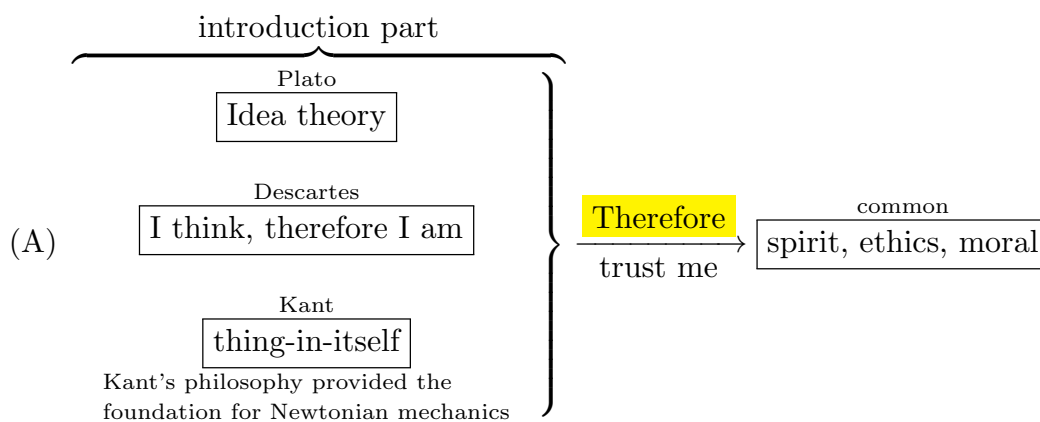 introduction part
Plato
Idea theory
Descartes
I think, therefore I am
(A)
Therefore
trust me
common
spirit, ethics, moral
Kant
thing-in-itself
Kant's philosophy provided the
foundation for Newtonian mechanics